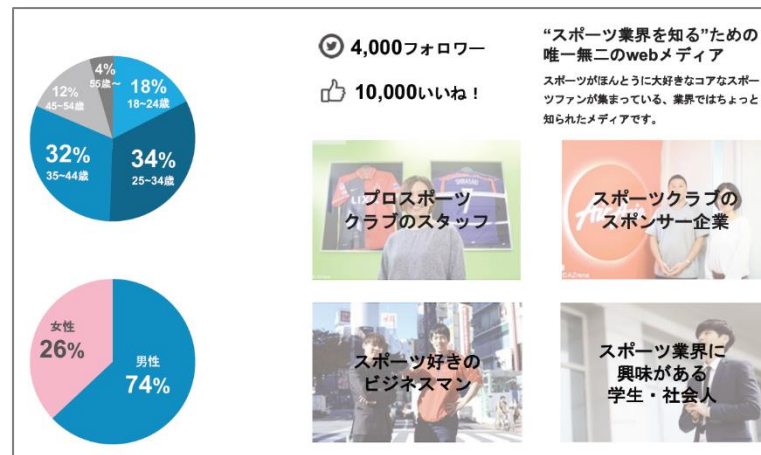 4%
55歳～
18%
18~24歳
12%
45~54歳
32%
35~44歳
34%
25~34歳
女性
26%
男性
74%
4,000フォロワー
10,000いいね！
“スポーツ業界を知る”ための
唯一無二のwebメディア
スポーツがほんとうに大好きなコアなスポー
ツファンが集まっている、業界ではちょっと
知られたメディアです。
プロスポーツ
クラブのスタッフ
スポーツクラブの
スポンサー企業
スポーツ好きの
ビジネスマン
スポーツ業界に
興味がある
学生・社会人